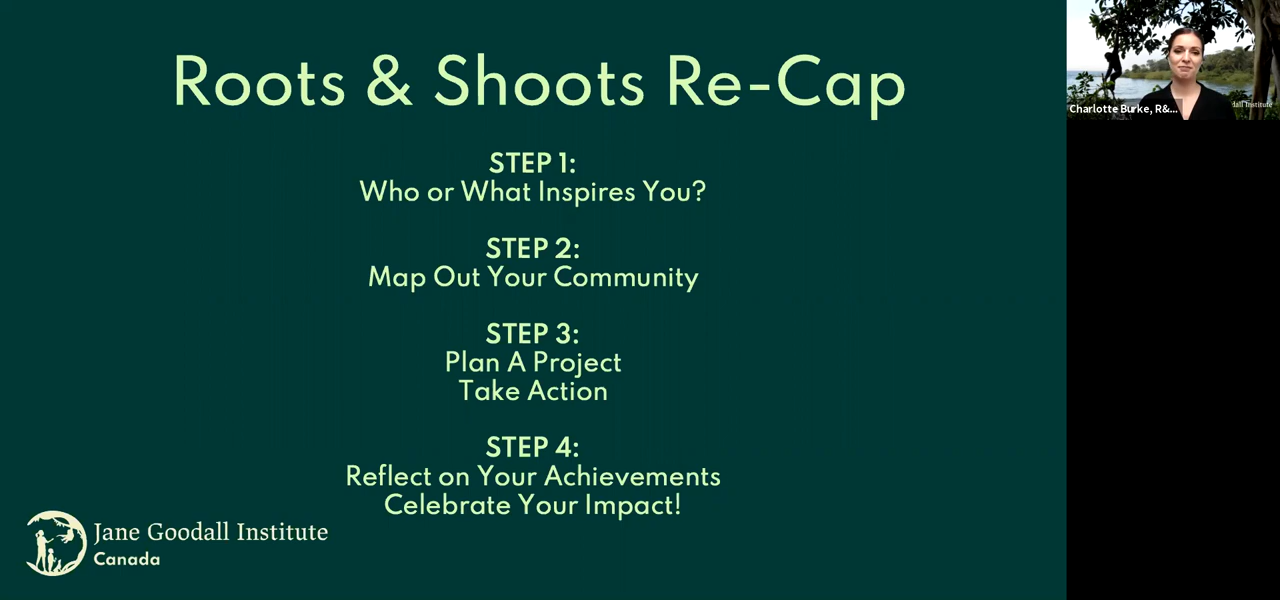 Roots & Shoots Re-Cap
STEP 1:
Who or What Inspires You?
STEP 2:
Map Out Your Community
STEP 3:
Plan A Project
Take Action
STEP 4:
Reflect on Your Achievements
Celebrate Your Impact!
Jane Goodall Institute
Canada
Charlotte Burke, R&...
dall Institute